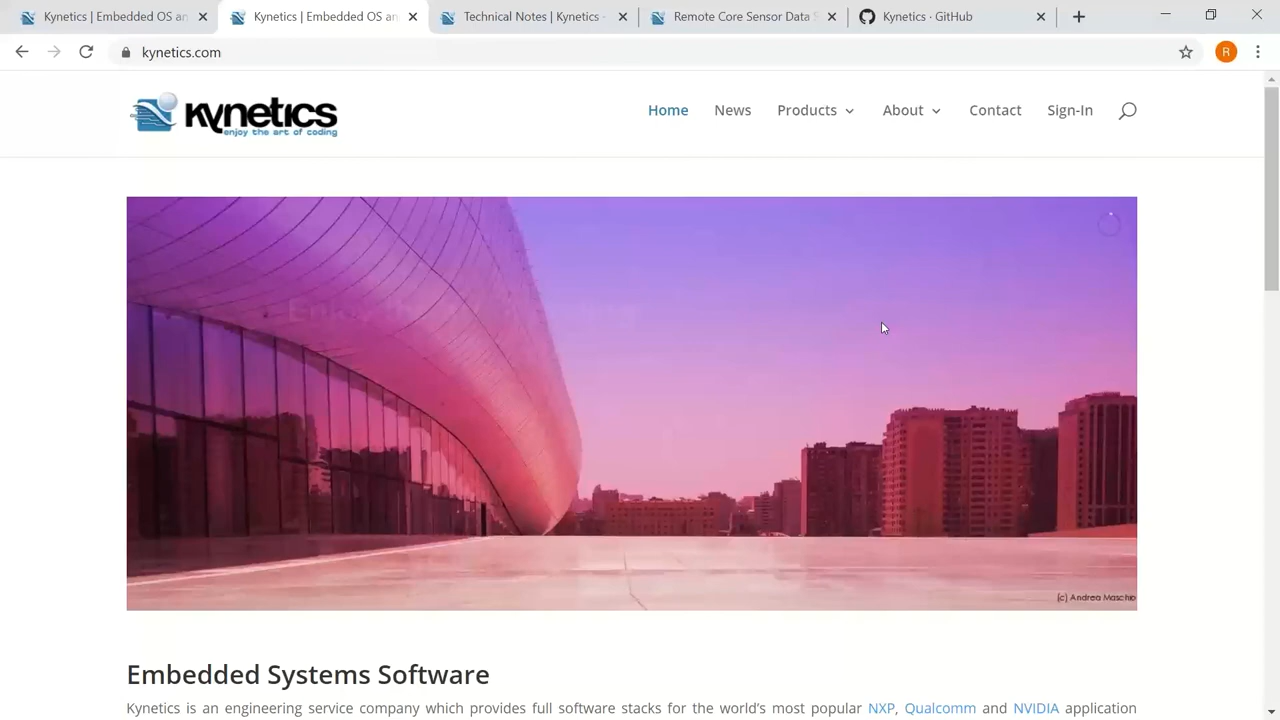 Kynetics | Embedded OS an
Kynetics | Embedded OS an
Technical Notes | Kynetics -
Remote Core Sensor Data S
Kynetics · GitHub
kynetics.com
R
kynetics
enjoy the art of coding
Home
News
Products
About
Contact
Sign-In
(c) Andrea Maschio
Embedded Systems Software
Kynetics is an engineering service company which provides full software stacks for the world's most popular NXP, Qualcomm and NVIDIA application